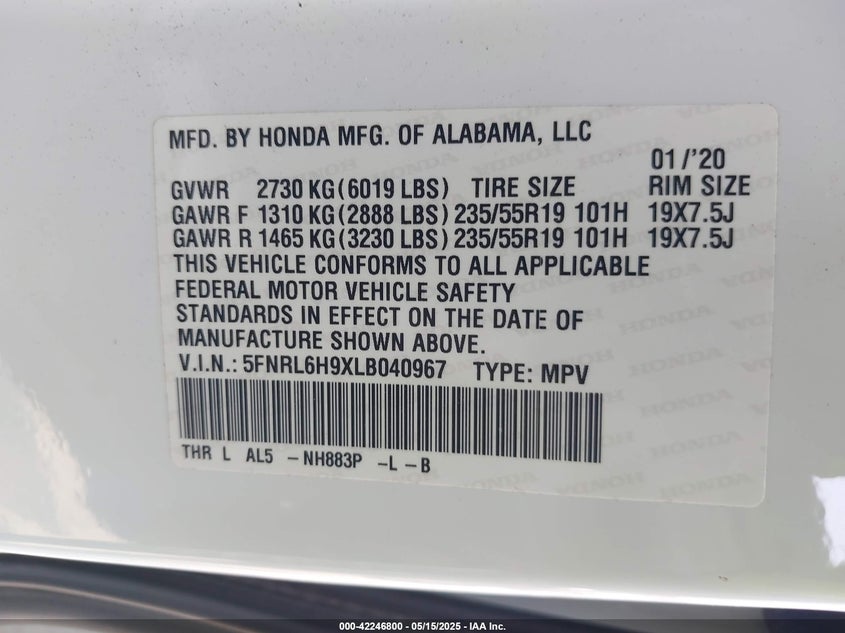 MFD. BY HONDA MFG. OF ALABAMA, LLC
01/'20
GVWR 2730 KG(6019 LBS) TIRE SIZE RIM SIZE
GAWR F 1310 KG(2888 LBS) 235/55R19 101H 19X7.5J
GAWR R 1465 KG(3230 LBS) 235/55R19 101H 19X7.5J
THIS VEHICLE CONFORMS TO ALL APPLICABLE
FEDERAL MOTOR VEHICLE SAFETY
STANDARDS IN EFFECT ON THE DATE OF
MANUFACTURE SHOWN ABOVE.
V.I.N.: 5FNRL6H9XLB040967 TYPE: MPV
THR L AL5 -NH883P -L -B
000-42246800 - 05/15/2025 - IAA Inc.